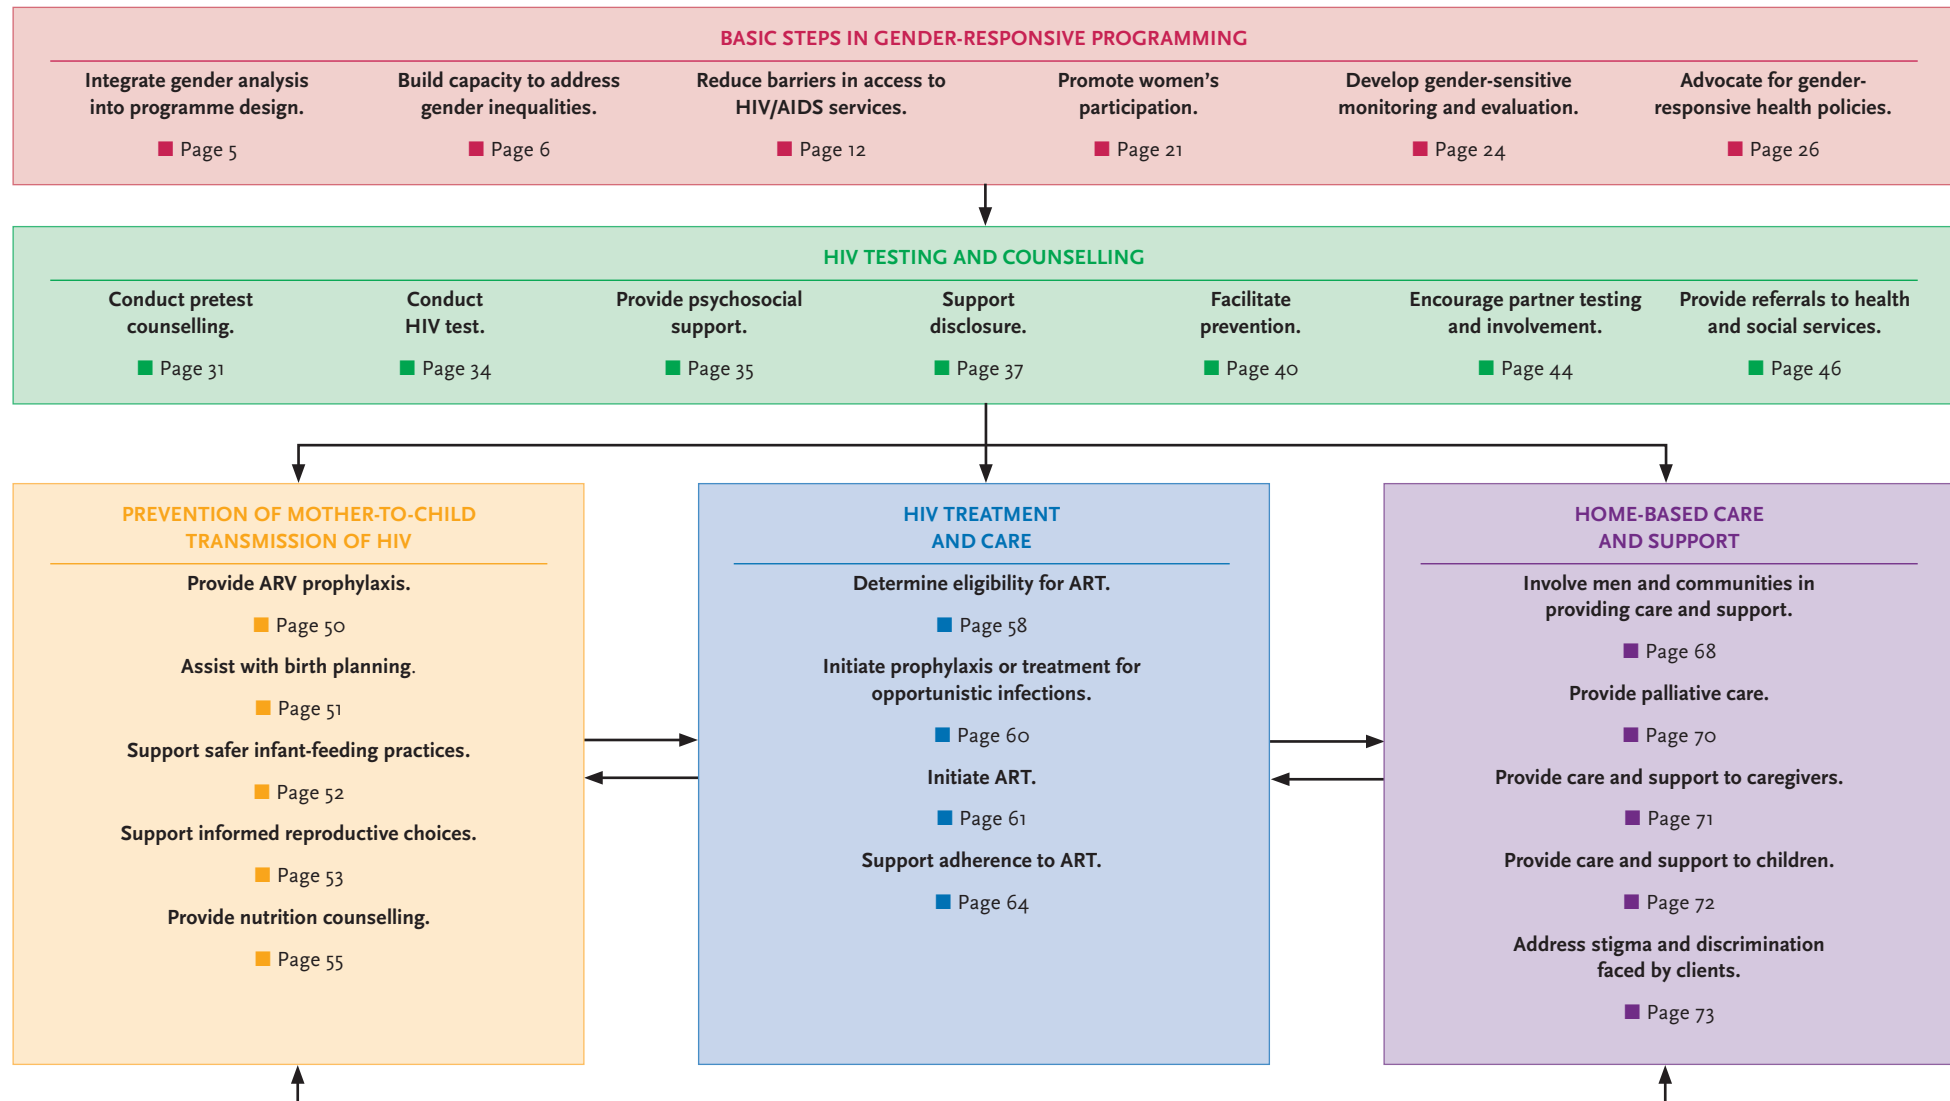 BASIC STEPS IN GENDER-RESPONSIVE PROGRAMMING
Integrate gender analysis
into programme design.
Page 5
Build capacity to address
gender inequalities.
Page 6
Reduce barriers in access to
HIV/AIDS services.
Page 12
Promote women’s
participation.
Page 21
Develop gender-sensitive
monitoring and evaluation.
Page 24
Advocate for gender-
responsive health policies.
Page 26
HIV TESTING AND COUNSELLING
Conduct pretest
counselling.
Page 31
Conduct
HIV test.
Page 34
Provide psychosocial
support.
Page 35
Support
disclosure.
Page 37
Facilitate
prevention.
Page 40
Encourage partner testing
and involvement.
Page 44
Provide referrals to health
and social services.
Page 46
PREVENTION OF MOTHER-TO-CHILD
TRANSMISSION OF HIV
Provide ARV prophylaxis.
Page 50
Assist with birth planning.
Page 51
Support safer infant-feeding practices.
Page 52
Support informed reproductive choices.
Page 53
Provide nutrition counselling.
Page 55
HIV TREATMENT
AND CARE
Determine eligibility for ART.
Page 58
Initiate prophylaxis or treatment for
opportunistic infections.
Page 60
Initiate ART.
Page 61
Support adherence to ART.
Page 64
HOME-BASED CARE
AND SUPPORT
Involve men and communities in
providing care and support.
Page 68
Provide palliative care.
Page 70
Provide care and support to caregivers.
Page 71
Provide care and support to children.
Page 72
Address stigma and discrimination
faced by clients.
Page 73